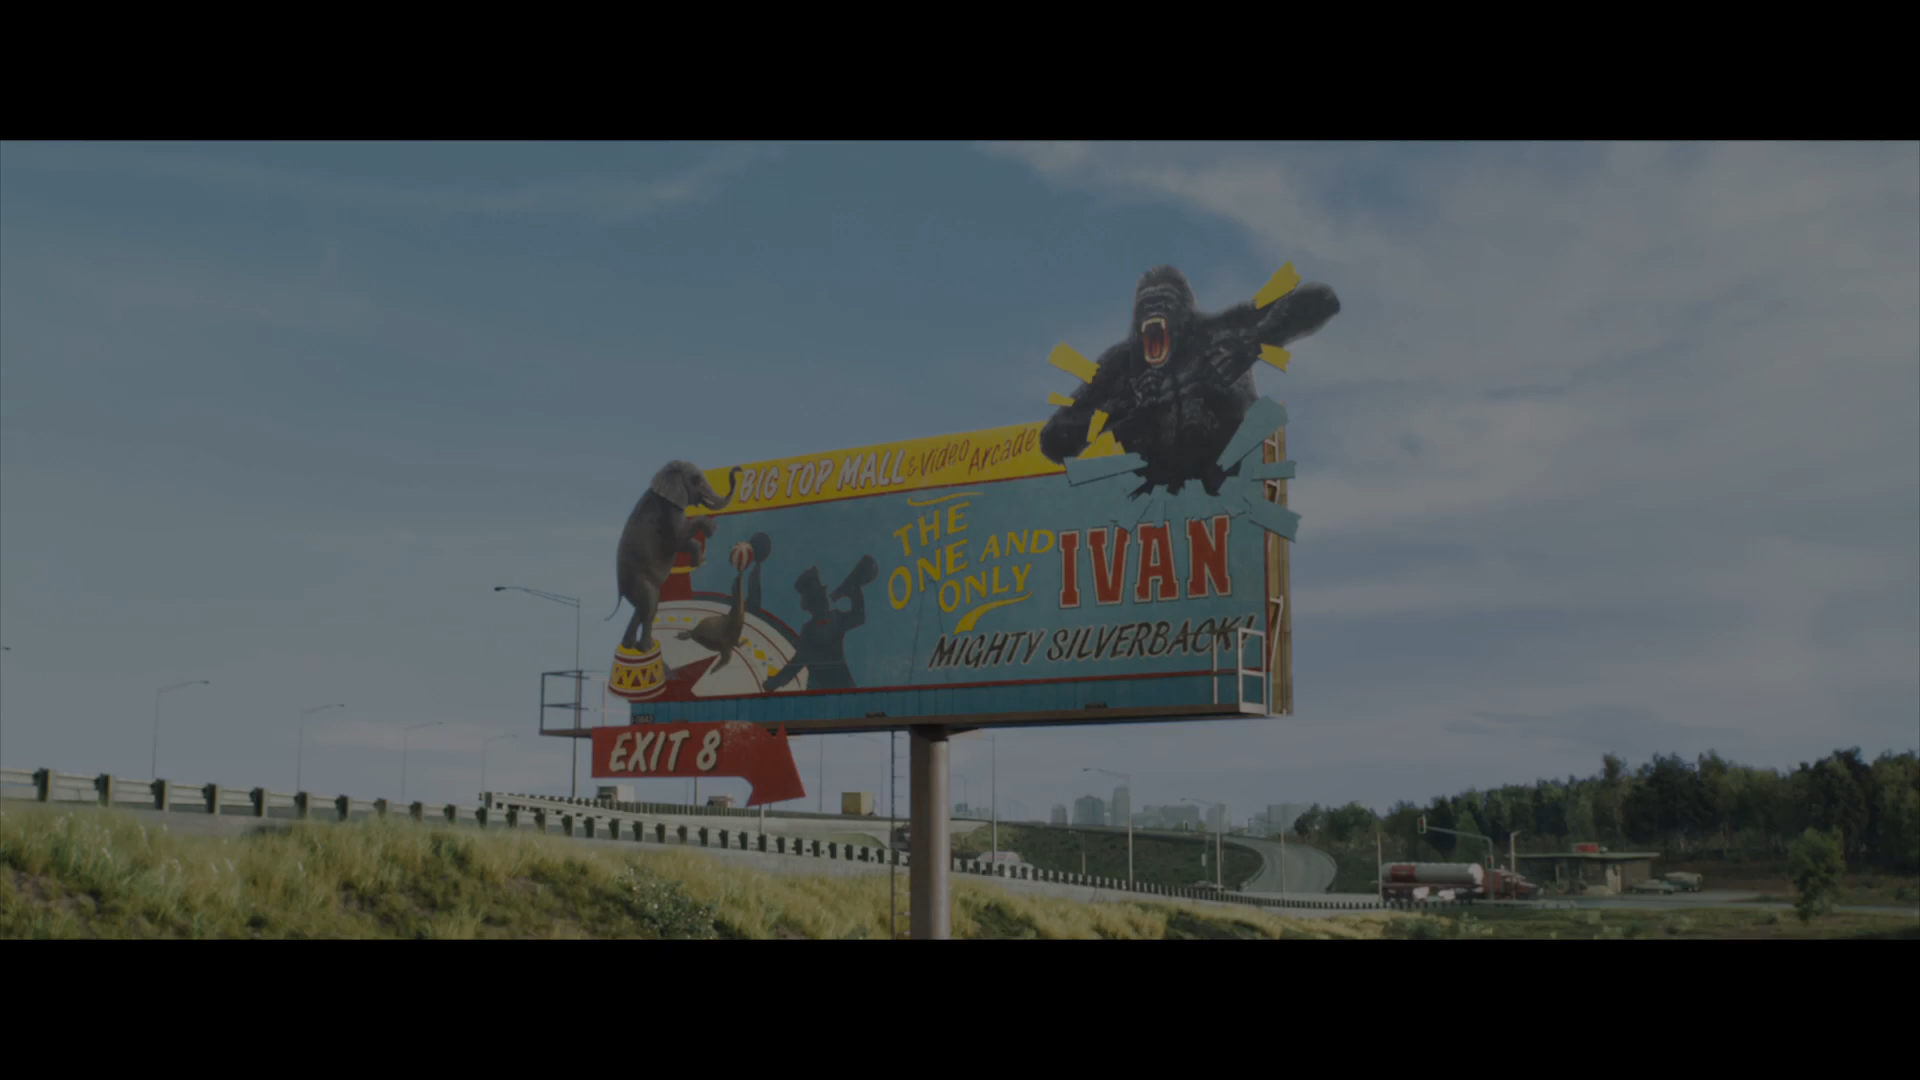 BIG TOP MALL & Video Arcade
THE
ONE AND
ONLY
IVAN
MIGHTY SILVERBACK!
EXIT 8